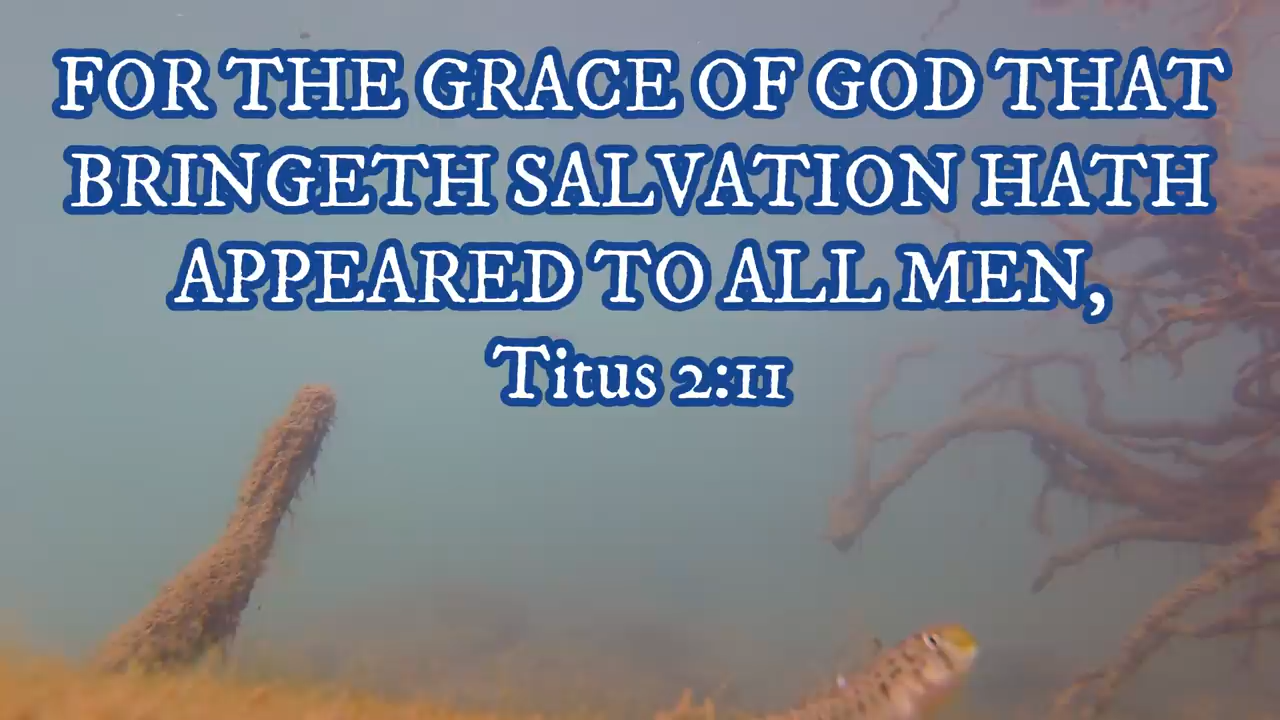 FOR THE GRACE OF GOD THAT
BRINGETH SALVATION HATH
APPEARED TO ALL MEN,
Titus 2:11